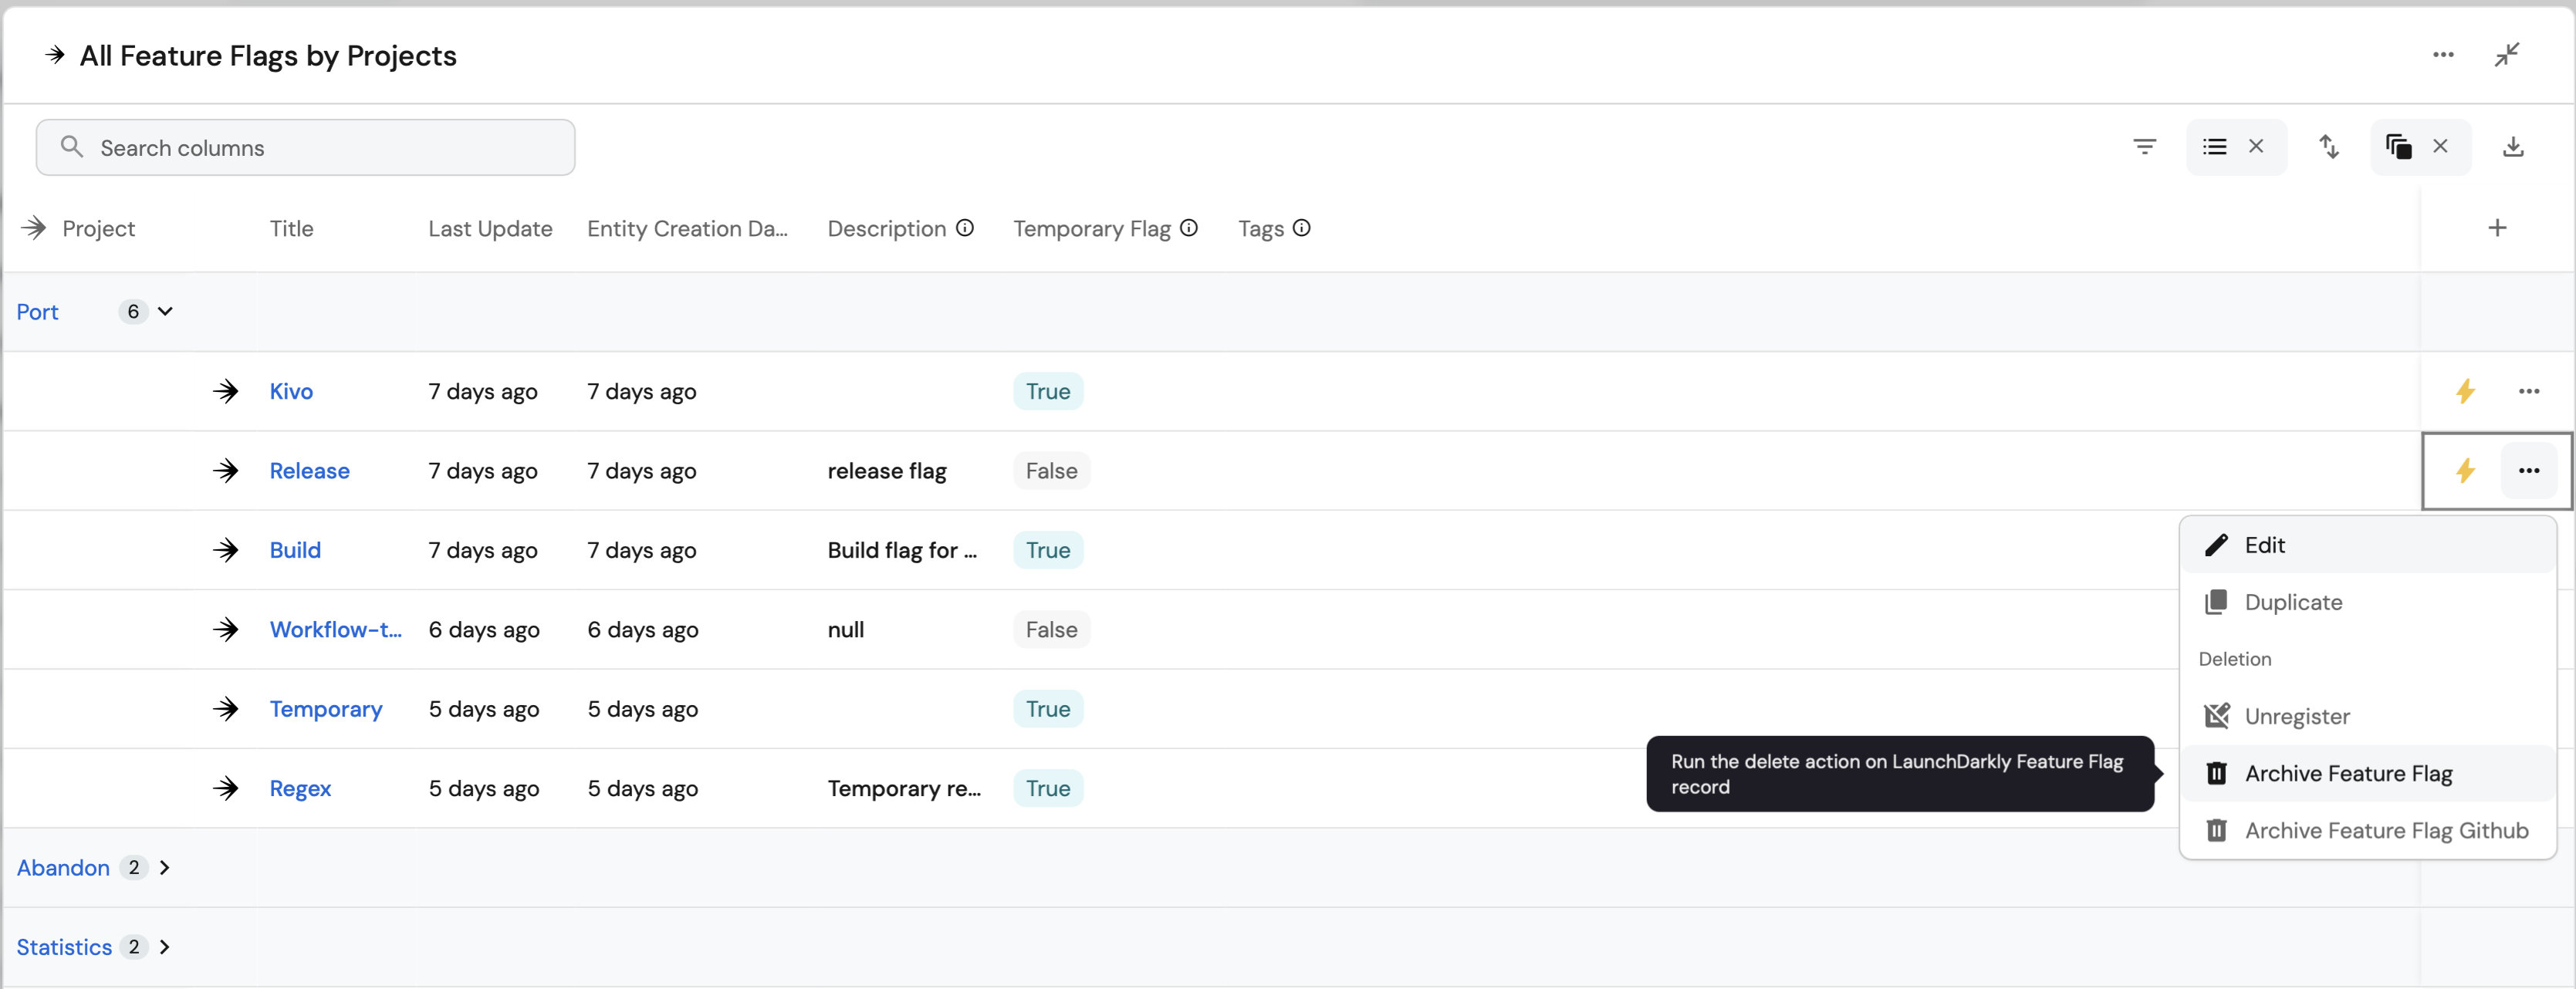 All Feature Flags by Projects
Search columns
Project Title Last Update Entity Creation Da... Description Temporary Flag Tags
Port 6
Kivo 7 days ago 7 days ago True
Release 7 days ago 7 days ago release flag False
Build 7 days ago 7 days ago Build flag for ... True
Workflow-t... 6 days ago 6 days ago null False
Temporary 5 days ago 5 days ago True
Regex 5 days ago 5 days ago Temporary re... True
Abandon 2
Statistics 2
Edit
Duplicate
Deletion
Unregister
Archive Feature Flag
Archive Feature Flag Github
Run the delete action on LaunchDarkly Feature Flag
record